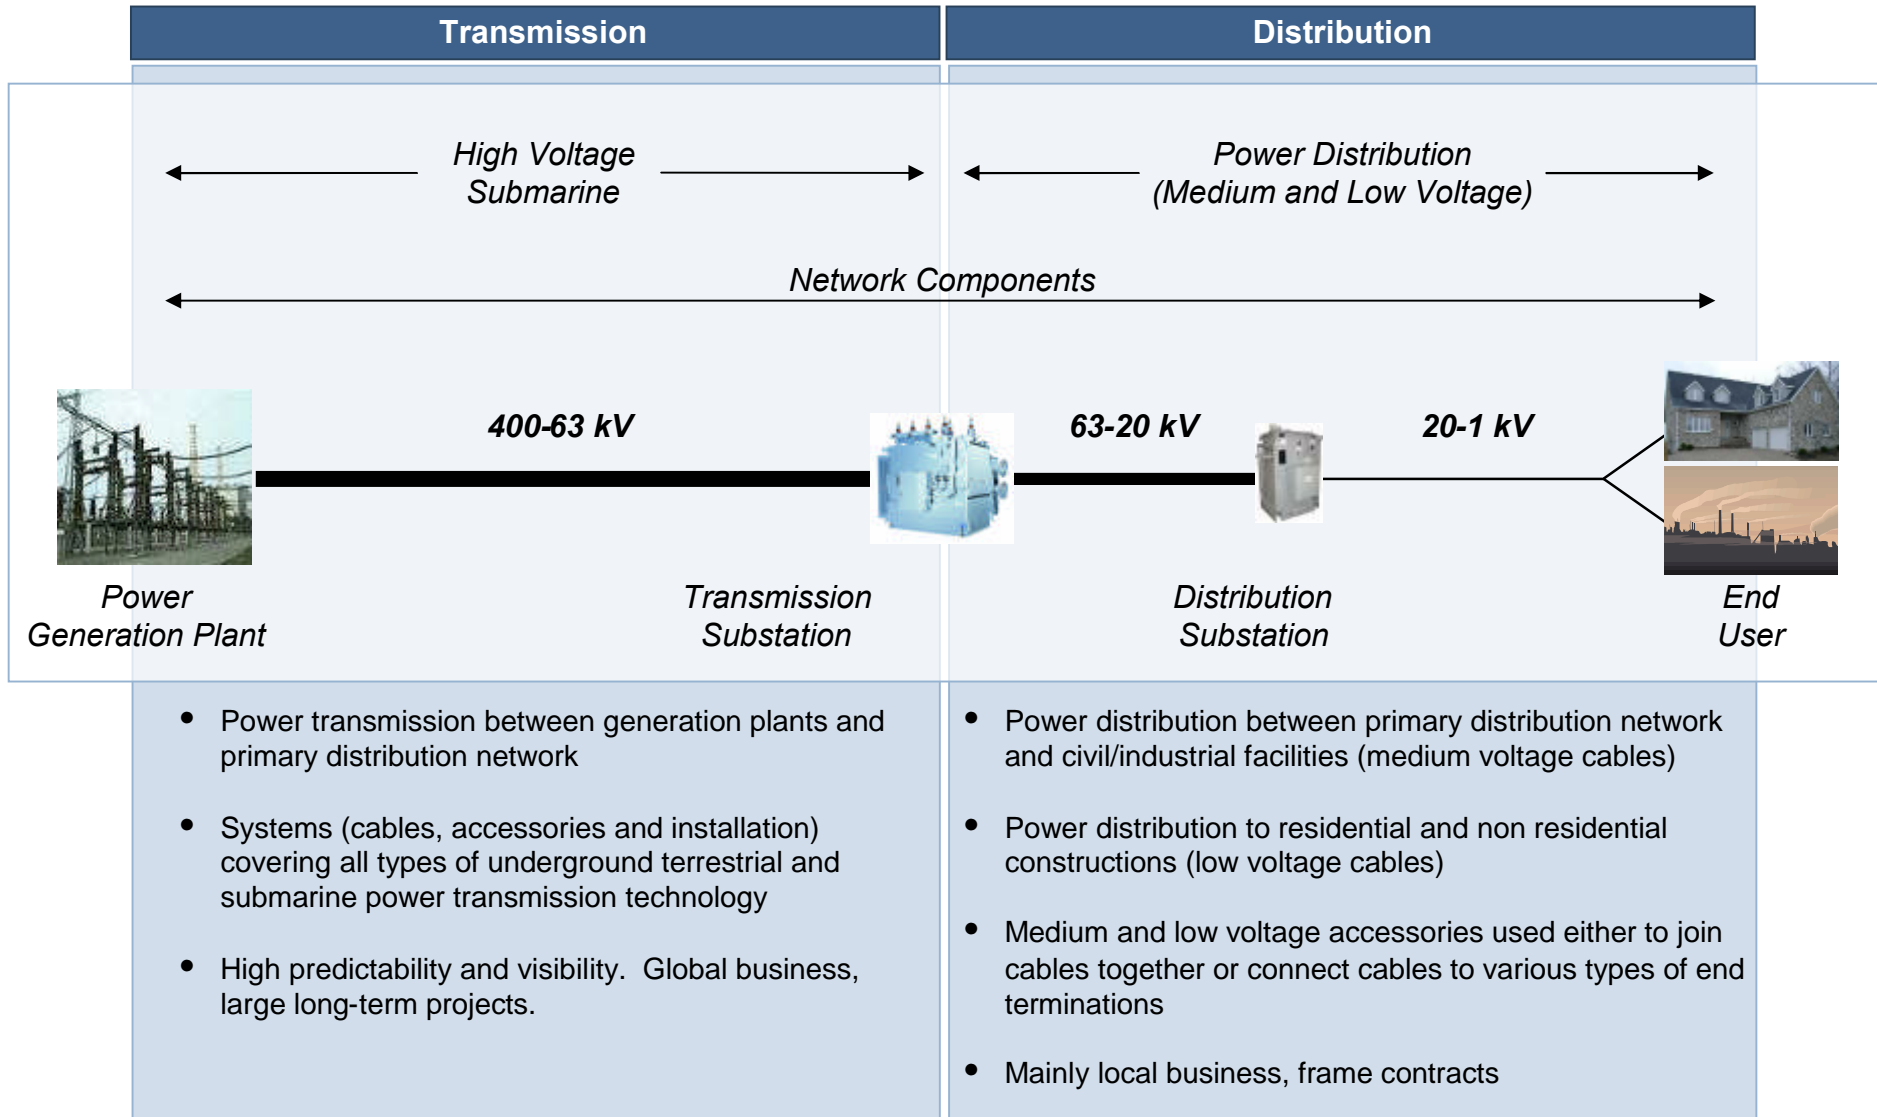 Transmission
Distribution
High Voltage
Submarine
Power Distribution
(Medium and Low Voltage)
Network Components
400-63 kV
63-20 kV
20-1 kV
Power
Generation Plant
Transmission
Substation
Distribution
Substation
End
User
• Power transmission between generation plants and
primary distribution network
• Systems (cables, accessories and installation)
covering all types of underground terrestrial and
submarine power transmission technology
• High predictability and visibility.  Global business,
large long-term projects.
• Power distribution between primary distribution network
and civil/industrial facilities (medium voltage cables)
• Power distribution to residential and non residential
constructions (low voltage cables)
• Medium and low voltage accessories used either to join
cables together or connect cables to various types of end
terminations
• Mainly local business, frame contracts